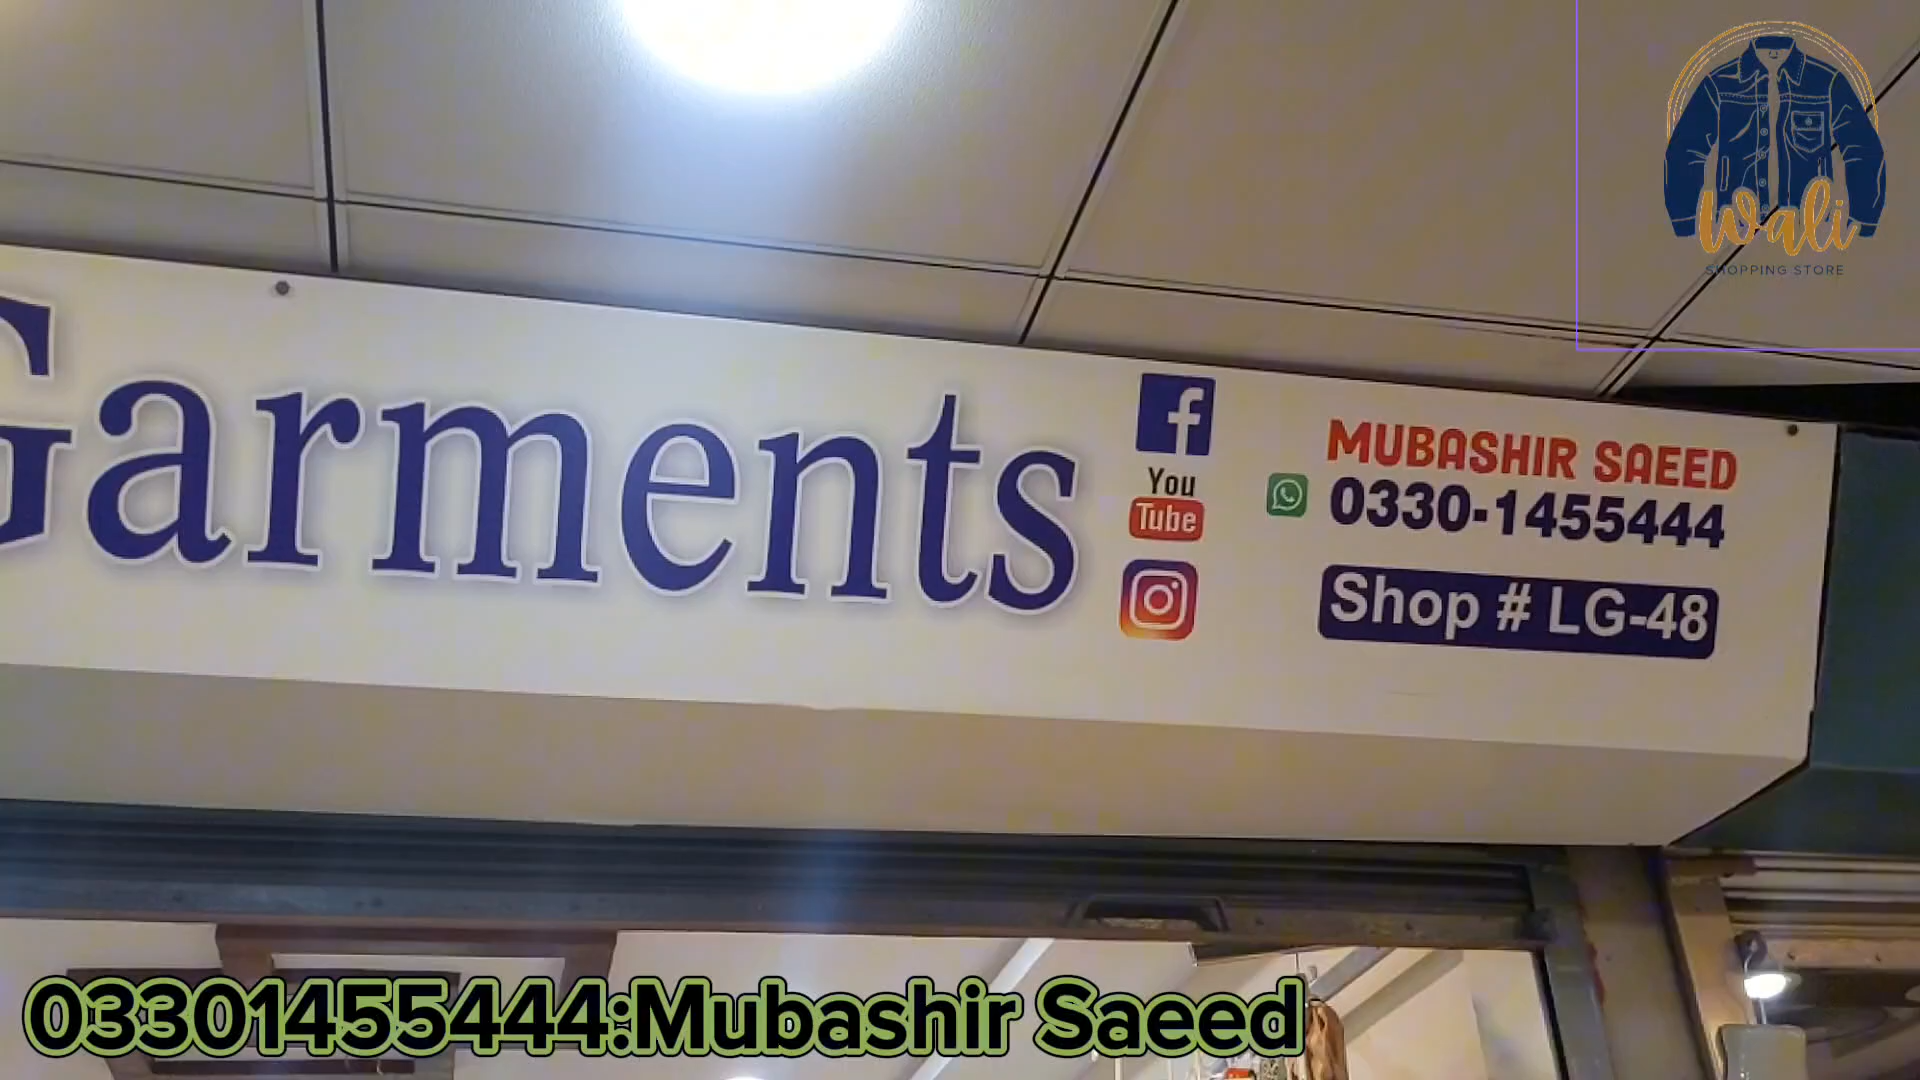 Wali
SHOPPING STORE
Garments
You
Tube
MUBASHIR SAEED
0330-1455444
Shop # LG-48
03301455444:Mubashir Saeed